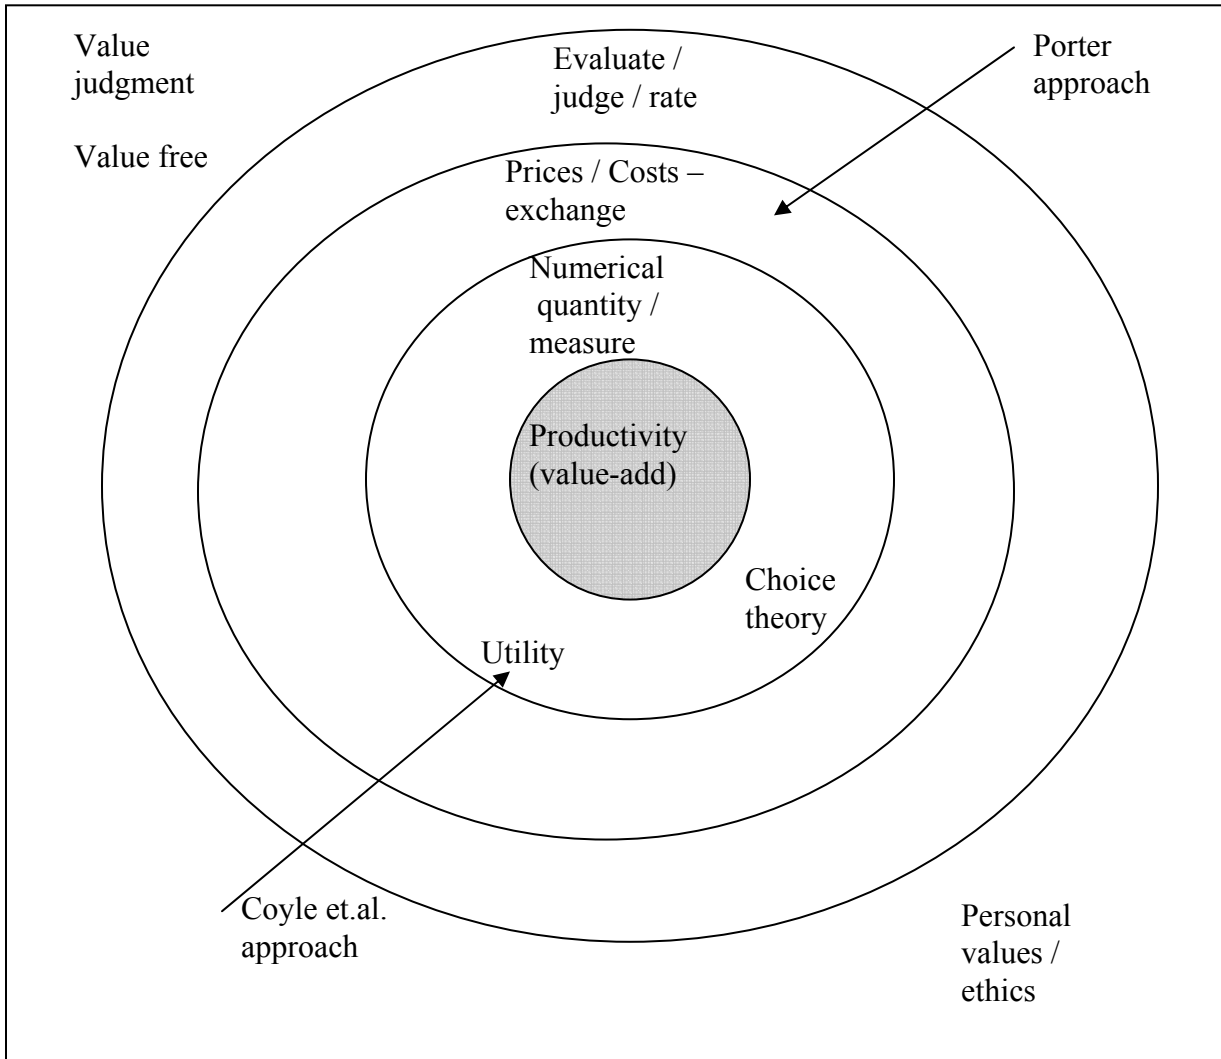 Value
judgment
Value free
Evaluate /
judge / rate
Porter
approach
Prices / Costs –
exchange
Numerical
quantity /
measure
Productivity
(value-add)
Choice
theory
Utility
Coyle et.al.
approach
Personal
values /
ethics